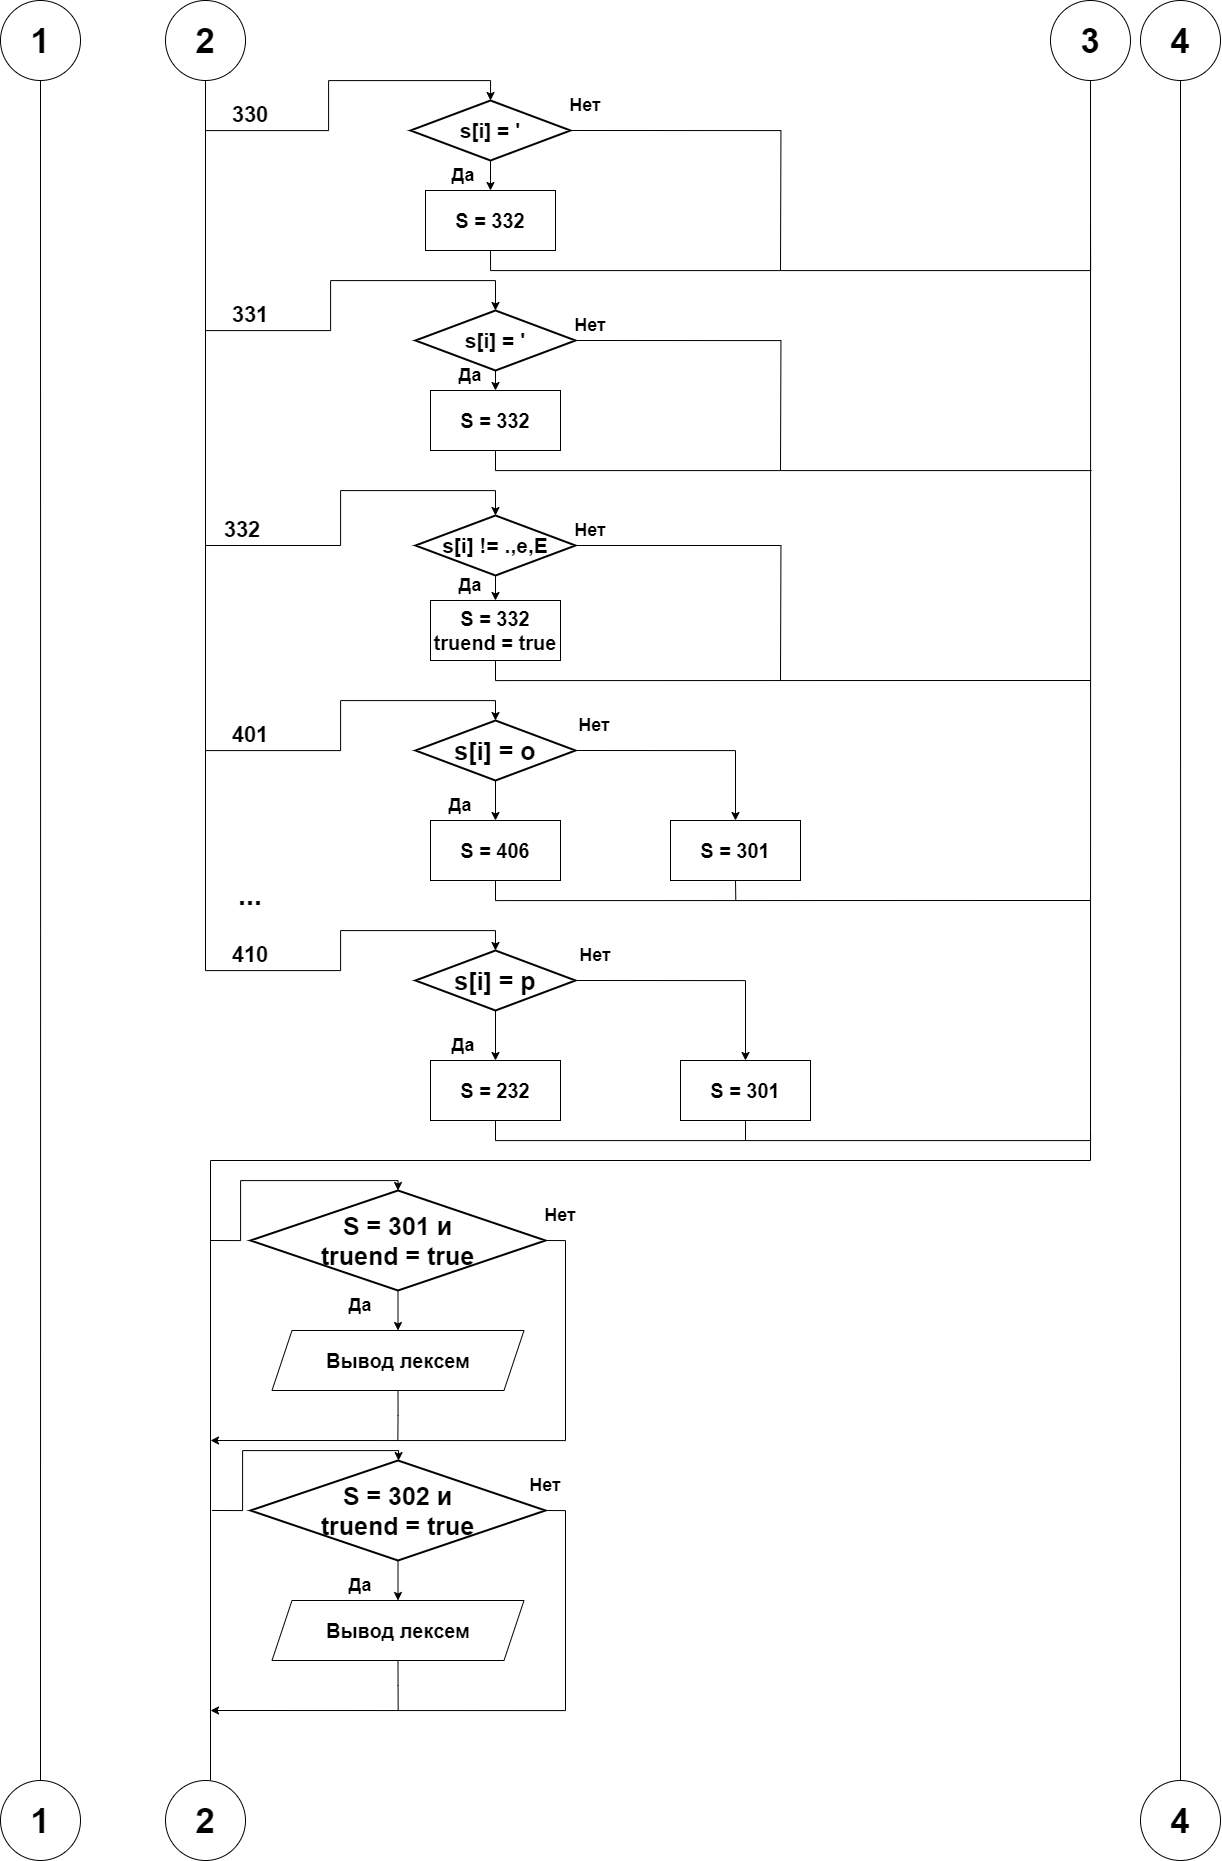 1
2
3
4
330
s[i] = '
Нет
Да
S = 332
331
s[i] = '
Нет
Да
S = 332
332
s[i] != .,e,E
Нет
Да
S = 332
truend = true
401
s[i] = o
Нет
Да
S = 406
S = 301
...
410
s[i] = p
Нет
Да
S = 232
S = 301
S = 301 и
truend = true
Нет
Да
Вывод лексем
S = 302 и
truend = true
Нет
Да
Вывод лексем
1
2
4